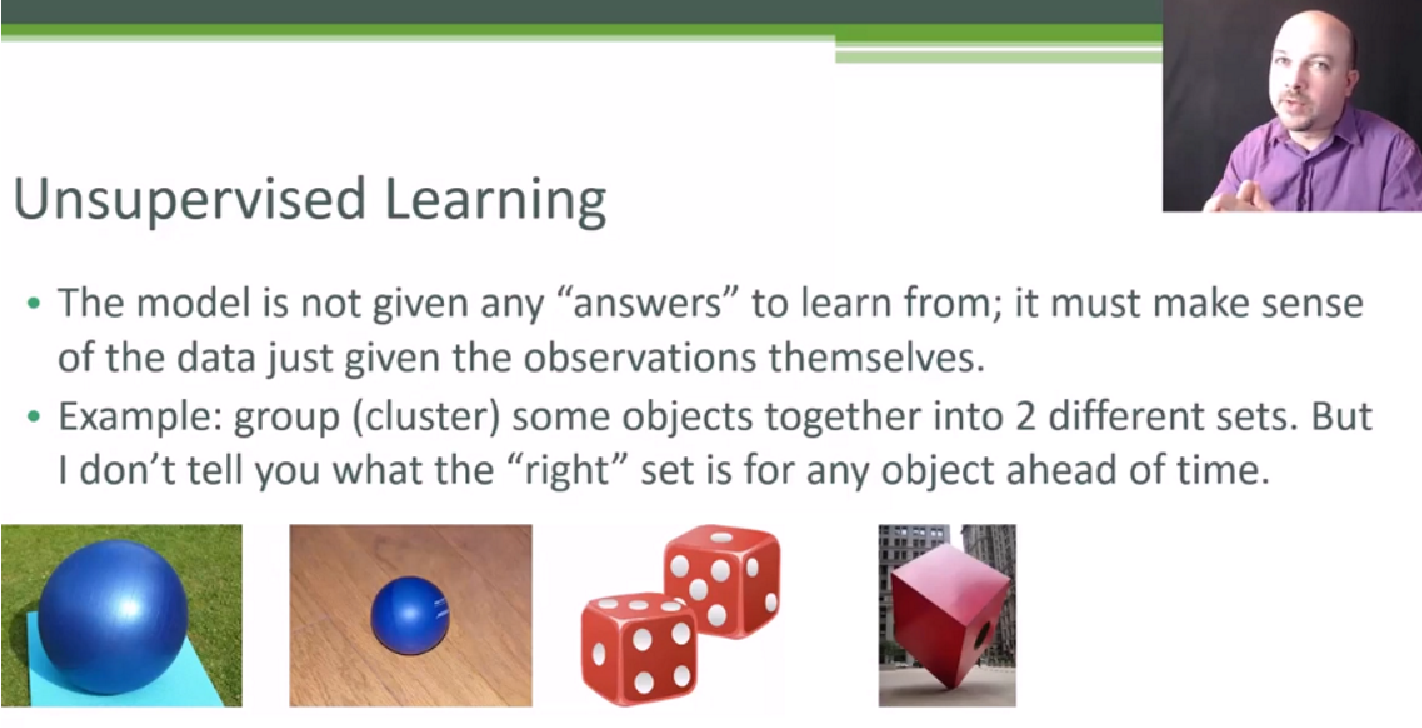 Unsupervised Learning
• The model is not given any “answers” to learn from; it must make sense
of the data just given the observations themselves.
• Example: group (cluster) some objects together into 2 different sets. But
I don’t tell you what the “right” set is for any object ahead of time.